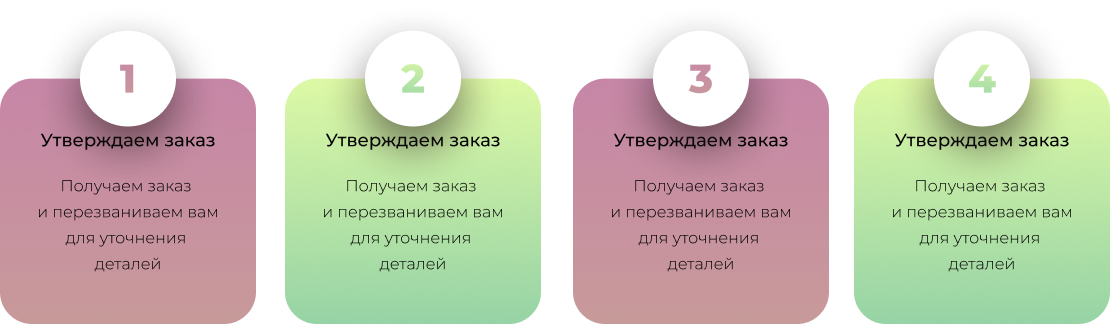 1
Утверждаем заказ
Получаем заказ
и перезваниваем вам
для уточнения
деталей
2
Утверждаем заказ
Получаем заказ
и перезваниваем вам
для уточнения
деталей
3
Утверждаем заказ
Получаем заказ
и перезваниваем вам
для уточнения
деталей
4
Утверждаем заказ
Получаем заказ
и перезваниваем вам
для уточнения
деталей